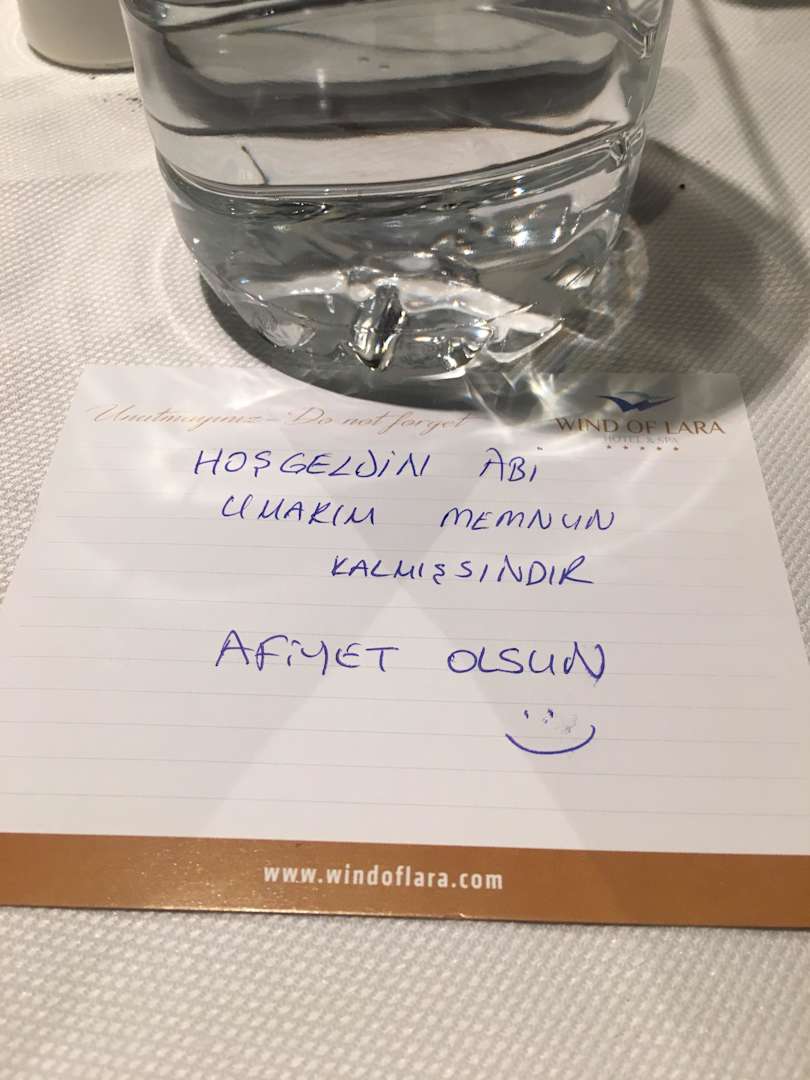 Unutmayınız - Do not forget
WIND OF LARA
HOTEL & SPA
HOŞGELDİN ABİ
UMARIM MEMNUN
KALMIŞSINDIR
AFİYET OLSUN
www.windoflara.com